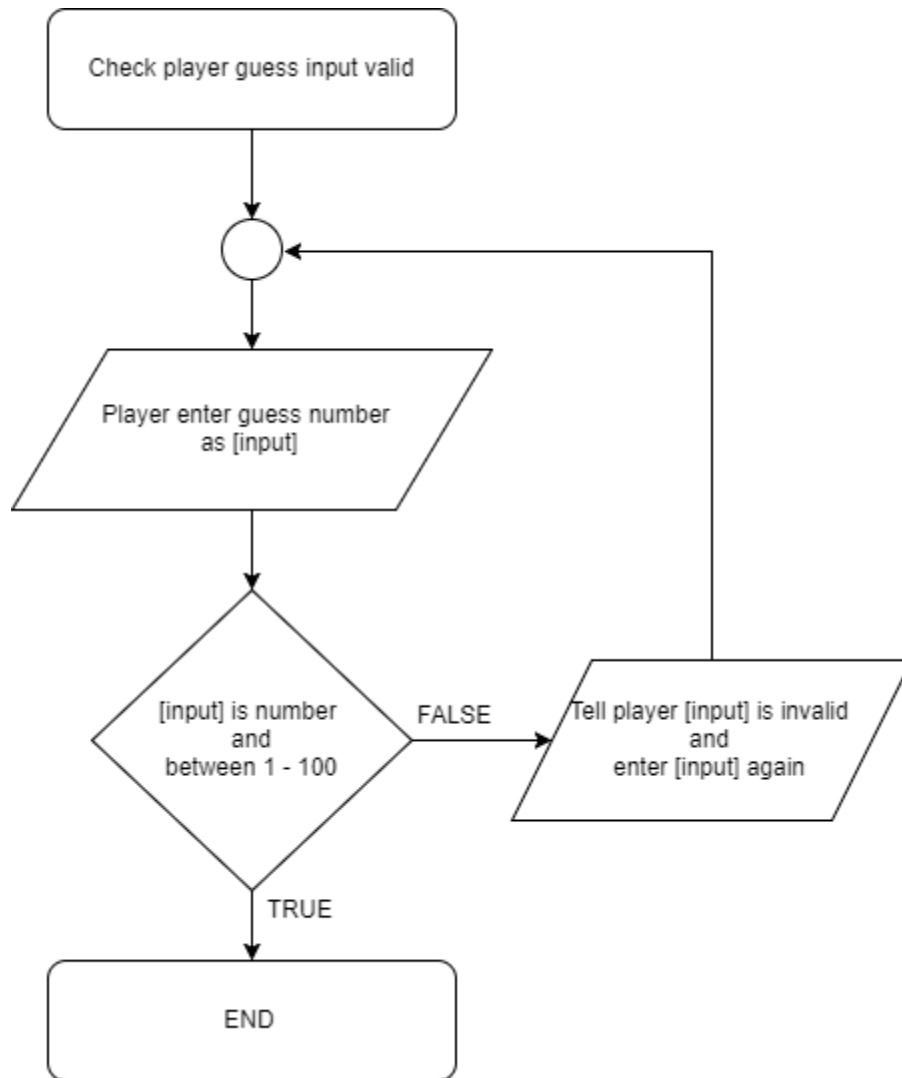 Check player guess input valid
Player enter guess number
as [input]
[input] is number
and
between 1 - 100
FALSE
Tell player [input] is invalid
and
enter [input] again
TRUE
END